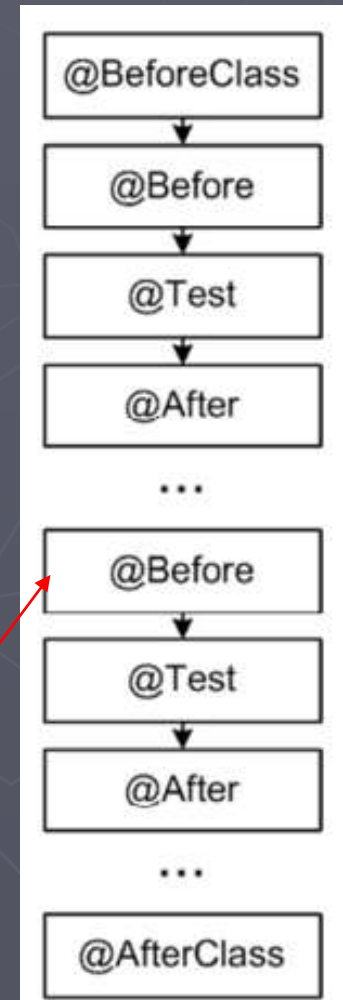 @BeforeClass
@Before
@Test
@After
...
@Before
@Test
@After
...
@AfterClass